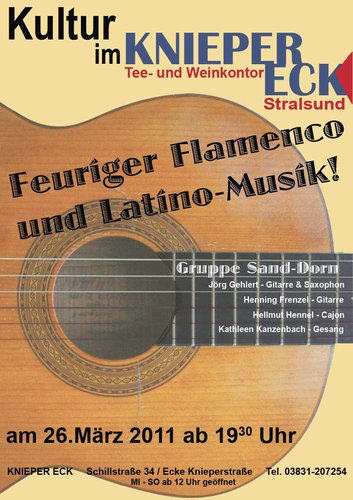 Kultur
im KNIEPER
Tee- und Weinkontor ECK
Stralsund
Feuriger Flamenco
und Latino-Musik!
Gruppe Sand-Dorn
Jörg Gehlert - Gitarre & Saxophon
Henning Frenzel - Gitarre
Hellmut Hennel - Cajon
Kathleen Kanzenbach - Gesang
am 26.März 2011 ab 19³⁰ Uhr
KNIEPER ECK Schillstraße 34 / Ecke Knieperstraße Tel. 03831-207254
MI - SO ab 12 Uhr geöffnet